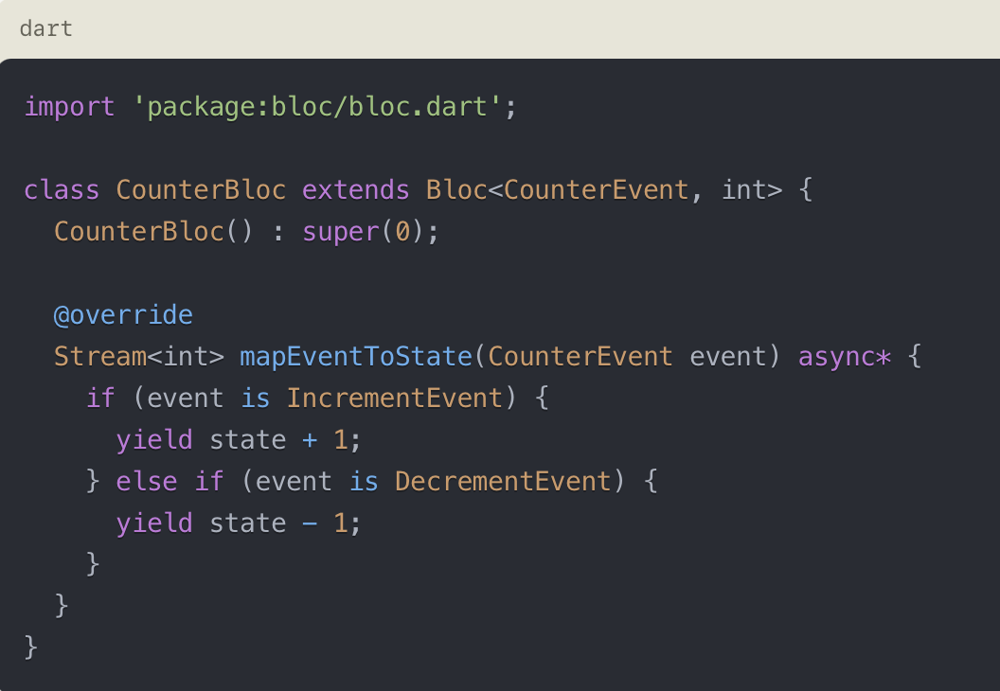 dart
import 'package:bloc/bloc.dart';
class CounterBloc extends Bloc<CounterEvent, int> {
  CounterBloc() : super(0);
  @override
  Stream<int> mapEventToState(CounterEvent event) async* {
    if (event is IncrementEvent) {
      yield state + 1;
    } else if (event is DecrementEvent) {
      yield state - 1;
    }
  }
}